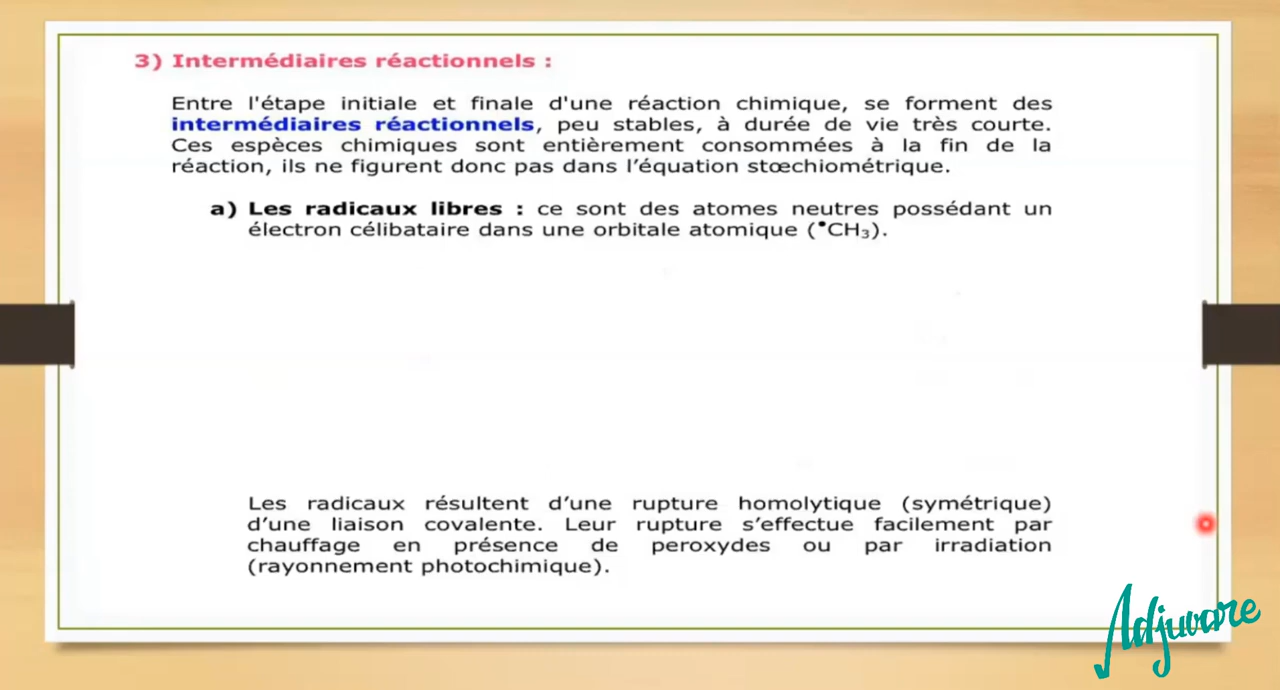 3) Intermédiaires réactionnels :
Entre l'étape initiale et finale d'une réaction chimique, se forment des
intermédiaires réactionnels, peu stables, à durée de vie très courte.
Ces espèces chimiques sont entièrement consommées à la fin de la
réaction, ils ne figurent donc pas dans l’équation stœchiométrique.
a) Les radicaux libres : ce sont des atomes neutres possédant un
électron célibataire dans une orbitale atomique (•CH₃).
Les radicaux résultent d’une rupture homolytique (symétrique)
d’une liaison covalente. Leur rupture s’effectue facilement par
chauffage en présence de peroxydes ou par irradiation
(rayonnement photochimique).
Adjuware